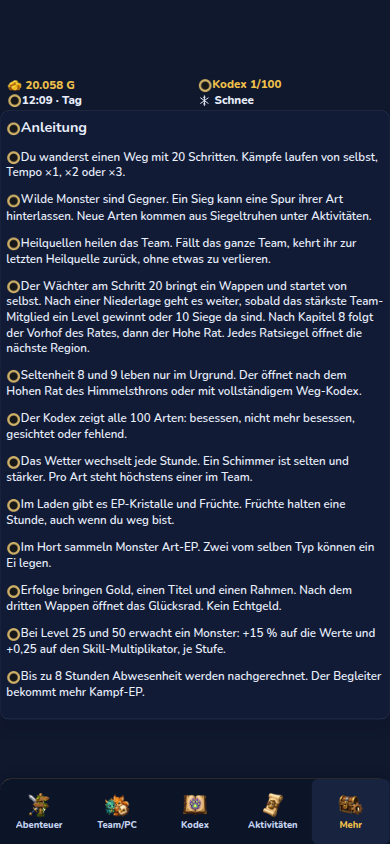 20.058 G
Kodex 1/100
12:09 · Tag
Schnee
Anleitung
Du wanderst einen Weg mit 20 Schritten. Kämpfe laufen von selbst,
Tempo ×1, ×2 oder ×3.
Wilde Monster sind Gegner. Ein Sieg kann eine Spur ihrer Art
hinterlassen. Neue Arten kommen aus Siegeltruhen unter Aktivitäten.
Heilquellen heilen das Team. Fällt das ganze Team, kehrt ihr zur
letzten Heilquelle zurück, ohne etwas zu verlieren.
Der Wächter am Schritt 20 bringt ein Wappen und startet von
selbst. Nach einer Niederlage geht es weiter, sobald das stärkste Team-
Mitglied ein Level gewinnt oder 10 Siege da sind. Nach Kapitel 8 folgt
der Vorhof des Rates, dann der Hohe Rat. Jedes Ratsiegel öffnet die
nächste Region.
Seltenheit 8 und 9 leben nur im Urgrund. Der öffnet nach dem
Hohen Rat des Himmelsthrons oder mit vollständigem Weg-Kodex.
Der Kodex zeigt alle 100 Arten: besessen, nicht mehr besessen,
gesichtet oder fehlend.
Das Wetter wechselt jede Stunde. Ein Schimmer ist selten und
stärker. Pro Art steht höchstens einer im Team.
Im Laden gibt es EP-Kristalle und Früchte. Früchte halten eine
Stunde, auch wenn du weg bist.
Im Hort sammeln Monster Art-EP. Zwei vom selben Typ können ein
Ei legen.
Erfolge bringen Gold, einen Titel und einen Rahmen. Nach dem
dritten Wappen öffnet das Glücksrad. Kein Echtgeld.
Bei Level 25 und 50 erwacht ein Monster: +15 % auf die Werte und
+0,25 auf den Skill-Multiplikator, je Stufe.
Bis zu 8 Stunden Abwesenheit werden nachgerechnet. Der Begleiter
bekommt mehr Kampf-EP.
Abenteuer
Team/PC
Kodex
Aktivitäten
Mehr